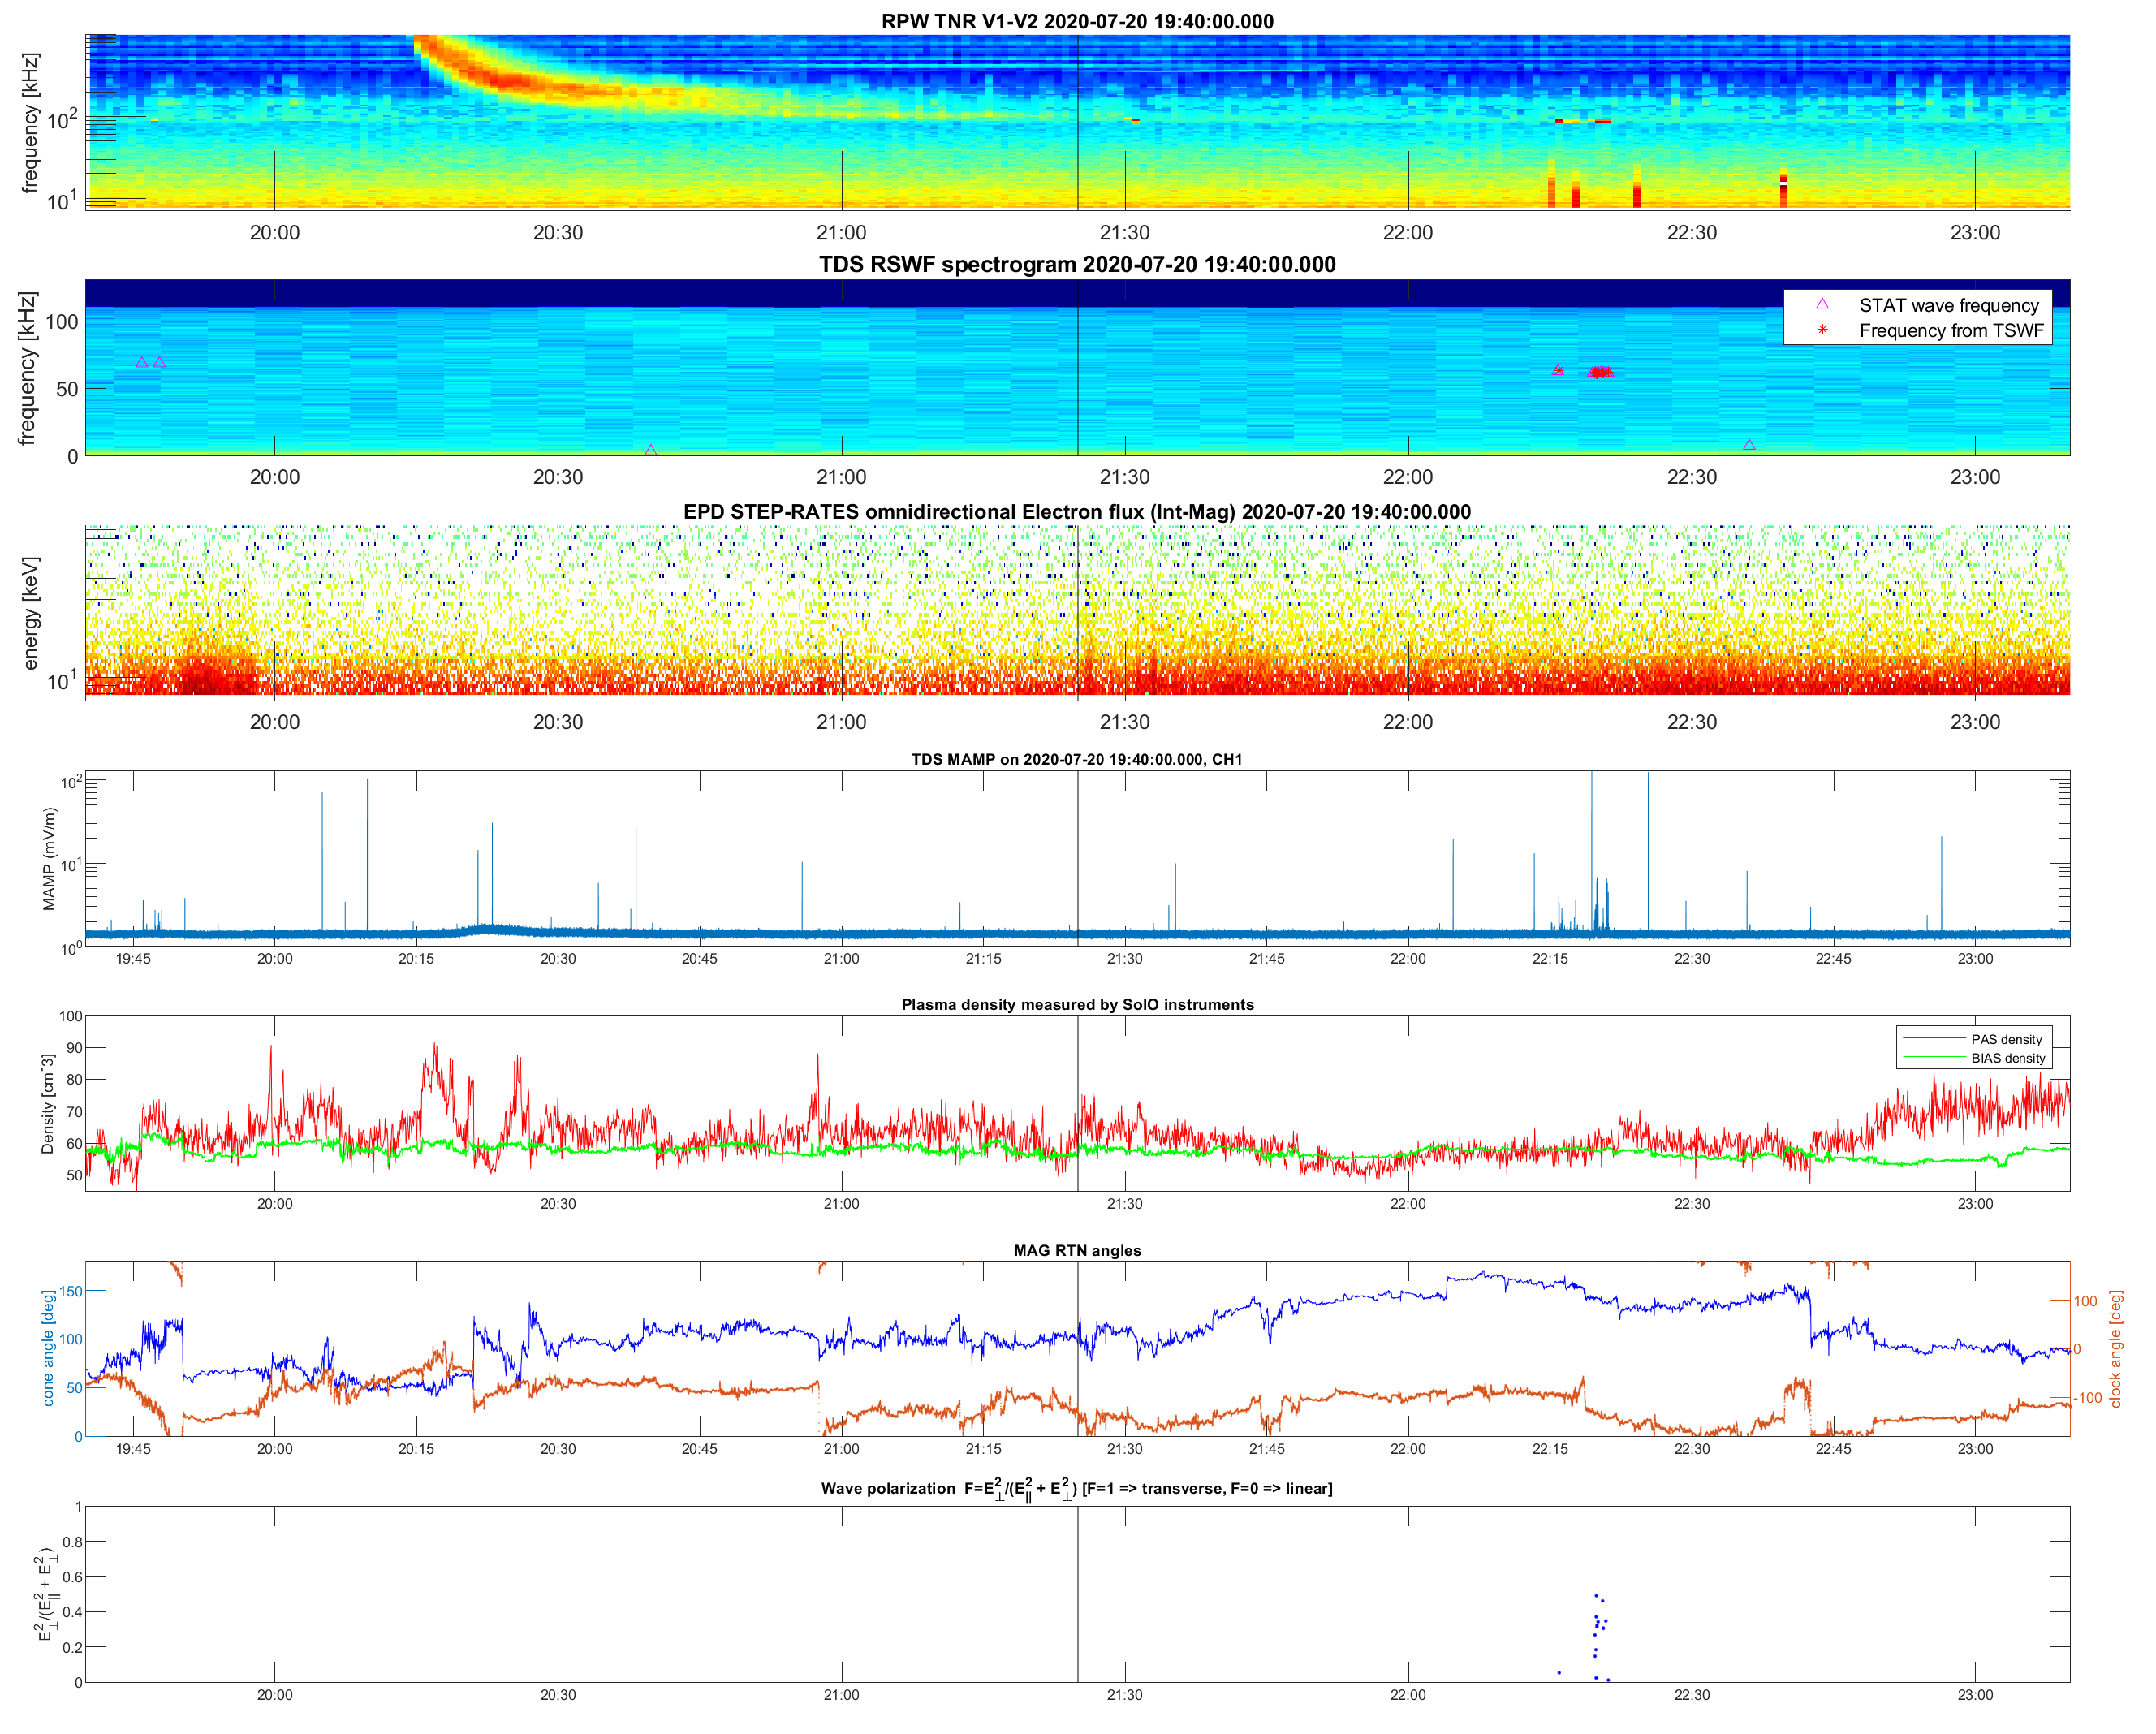 RPW TNR V1-V2 2020-07-20 19:40:00.000
frequency [kHz]
10^2
10^1
20:00 20:30 21:00 21:30 22:00 22:30 23:00
TDS RSWF spectrogram 2020-07-20 19:40:00.000
frequency [kHz]
100
50
0
STAT wave frequency
Frequency from TSWF
20:00 20:30 21:00 21:30 22:00 22:30 23:00
EPD STEP-RATES omnidirectional Electron flux (Int-Mag) 2020-07-20 19:40:00.000
energy [keV]
10^1
20:00 20:30 21:00 21:30 22:00 22:30 23:00
TDS MAMP on 2020-07-20 19:40:00.000, CH1
MAMP (mV/m)
10^2
10^1
10^0
19:45 20:00 20:15 20:30 20:45 21:00 21:15 21:30 21:45 22:00 22:15 22:30 22:45 23:00
Plasma density measured by SolO instruments
Density [cm^-3]
100
90
80
70
60
50
PAS density
BIAS density
20:00 20:30 21:00 21:30 22:00 22:30 23:00
MAG RTN angles
cone angle [deg]
150
100
50
0
100
0
-100
clock angle [deg]
19:45 20:00 20:15 20:30 20:45 21:00 21:15 21:30 21:45 22:00 22:15 22:30 22:45 23:00
Wave polarization F=E⊥^2/(E∥^2 + E⊥^2) [F=1 => transverse, F=0 => linear]
E⊥^2/(E∥^2 + E⊥^2)
1
0.8
0.6
0.4
0.2
0
20:00 20:30 21:00 21:30 22:00 22:30 23:00